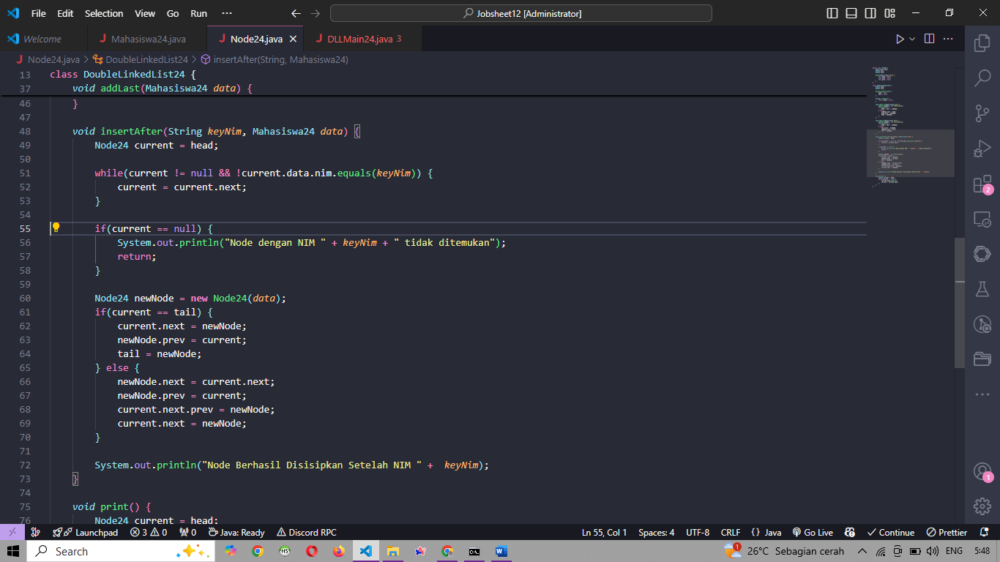 File Edit Selection View Go Run ··· Jobsheet12 [Administrator]
Welcome Mahasiswa24.java Node24.java DLLMain24.java 3
Node24.java > DoubleLinkedList24 > insertAfter(String, Mahasiswa24)
13 class DoubleLinkedList24 {
37 void addLast(Mahasiswa24 data) {
46 }
47
48 void insertAfter(String keyNim, Mahasiswa24 data) {
49 Node24 current = head;
50
51 while(current != null && !current.data.nim.equals(keyNim)) {
52 current = current.next;
53 }
54
55 if(current == null) {
56 System.out.println("Node dengan NIM " + keyNim + " tidak ditemukan");
57 return;
58 }
59
60 Node24 newNode = new Node24(data);
61 if(current == tail) {
62 current.next = newNode;
63 newNode.prev = current;
64 tail = newNode;
65 } else {
66 newNode.next = current.next;
67 newNode.prev = current;
68 current.next.prev = newNode;
69 current.next = newNode;
70 }
71
72 System.out.println("Node Berhasil Disisipkan Setelah NIM " +  keyNim);
73 }
74
75 void print() {
76 Node24 current = head;
2
1
Launchpad 3 0 0 Java: Ready Discord RPC Ln 55, Col 1 Spaces: 4 UTF-8 CRLF {} Java Go Live Continue Prettier
Search 1 26°C Sebagian cerah ENG 5:48